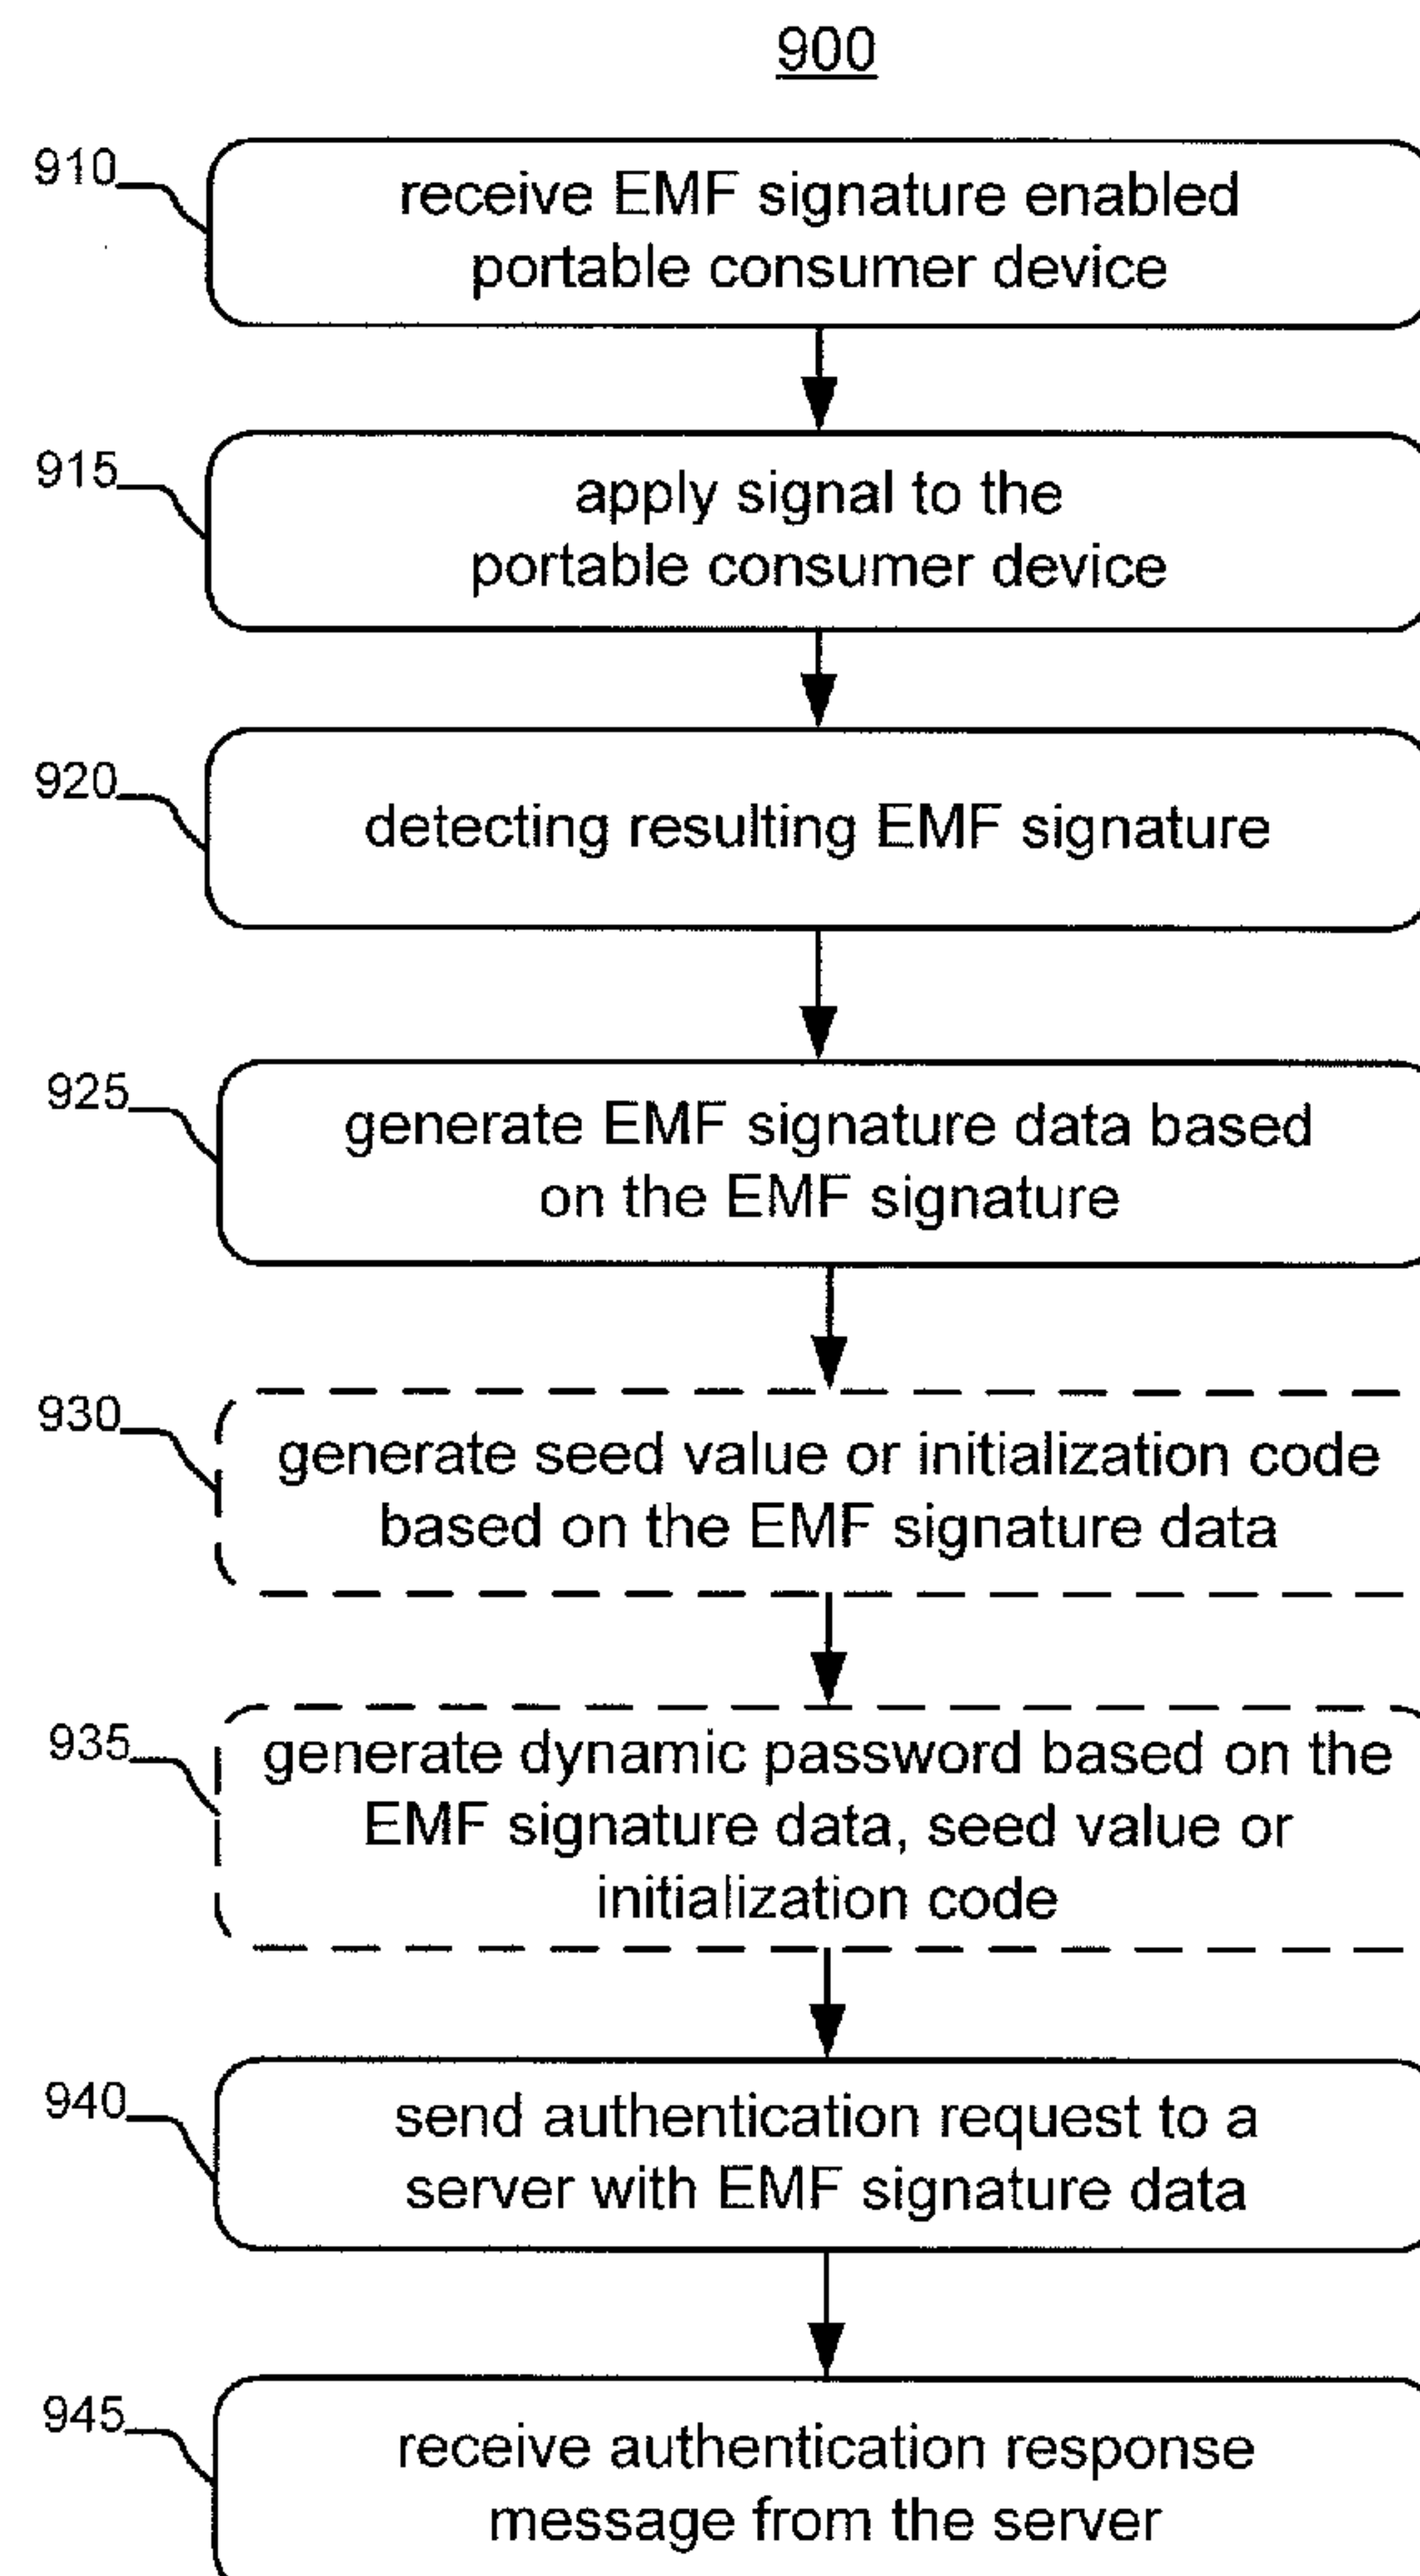 900
910
receive EMF signature enabled
portable consumer device
915
apply signal to the
portable consumer device
920
detecting resulting EMF signature
925
generate EMF signature data based
on the EMF signature
930
generate seed value or initialization code
based on the EMF signature data
935
generate dynamic password based on the
EMF signature data, seed value or
initialization code
940
send authentication request to a
server with EMF signature data
945
receive authentication response
message from the server